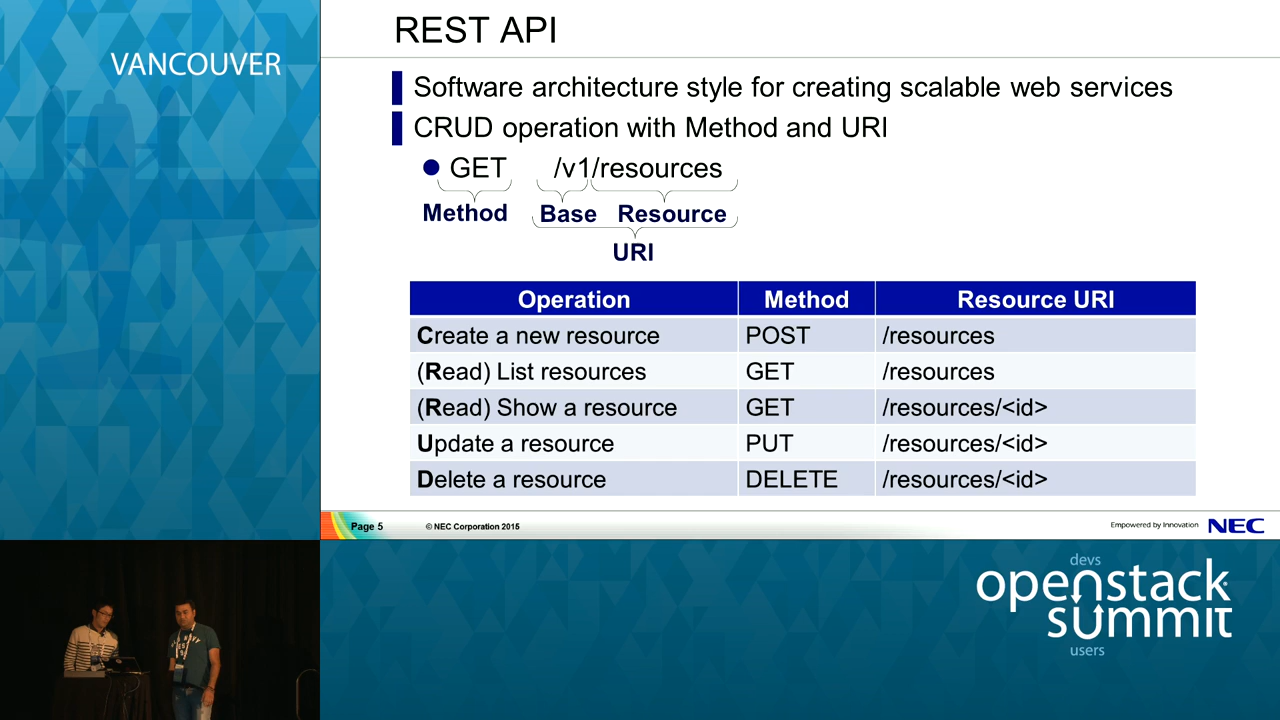 VANCOUVER
REST API
Software architecture style for creating scalable web services
CRUD operation with Method and URI
GET /v1/resources
Method Base Resource
URI
Operation Method Resource URI
Create a new resource POST /resources
(Read) List resources GET /resources
(Read) Show a resource GET /resources/<id>
Update a resource PUT /resources/<id>
Delete a resource DELETE /resources/<id>
Page 5 © NEC Corporation 2015 Empowered by Innovation NEC
devs
openstack
summit
users